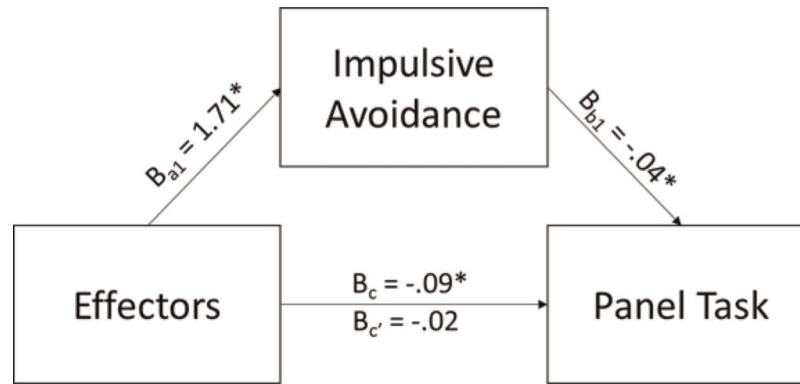 Impulsive
Avoidance
Ba1 = 1.71*
Bb1 = -.04*
Effectors
Bc = -.09*
Bc' = -.02
Panel Task